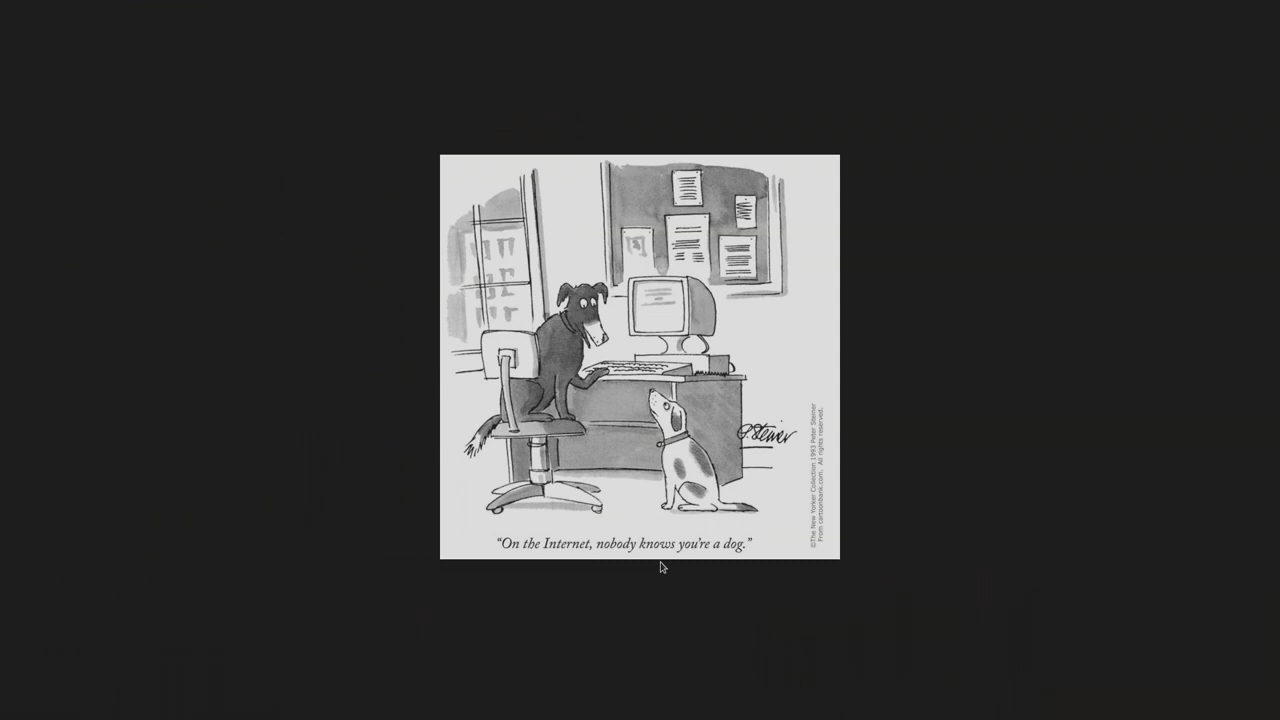 P. Steiner
“On the Internet, nobody knows you’re a dog.”
©The New Yorker Collection 1993 Peter Steiner
From cartoonbank.com. All rights reserved.